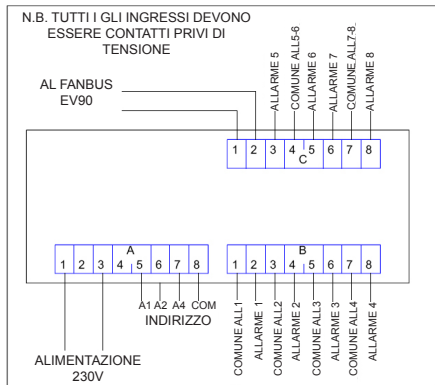 N.B. TUTTI I GLI INGRESSI DEVONO
ESSERE CONTATTI PRIVI DI
TENSIONE
AL FANBUS
EV90
ALLARME 5
COMUNE ALL5-6
ALLARME 6
ALLARME 7
COMUNE ALL7-8
ALLARME 8
1 2 3 4 5 6 7 8
C
A
1 2 3 4 5 6 7 8
B
1 2 3 4 5 6 7 8
A1 A2 A4 COM
INDIRIZZO
ALIMENTAZIONE
230V
COMUNE ALL1
ALLARME 1
COMUNE ALL2
ALLARME 2
COMUNE ALL3
ALLARME 3
COMUNE ALL4
ALLARME 4